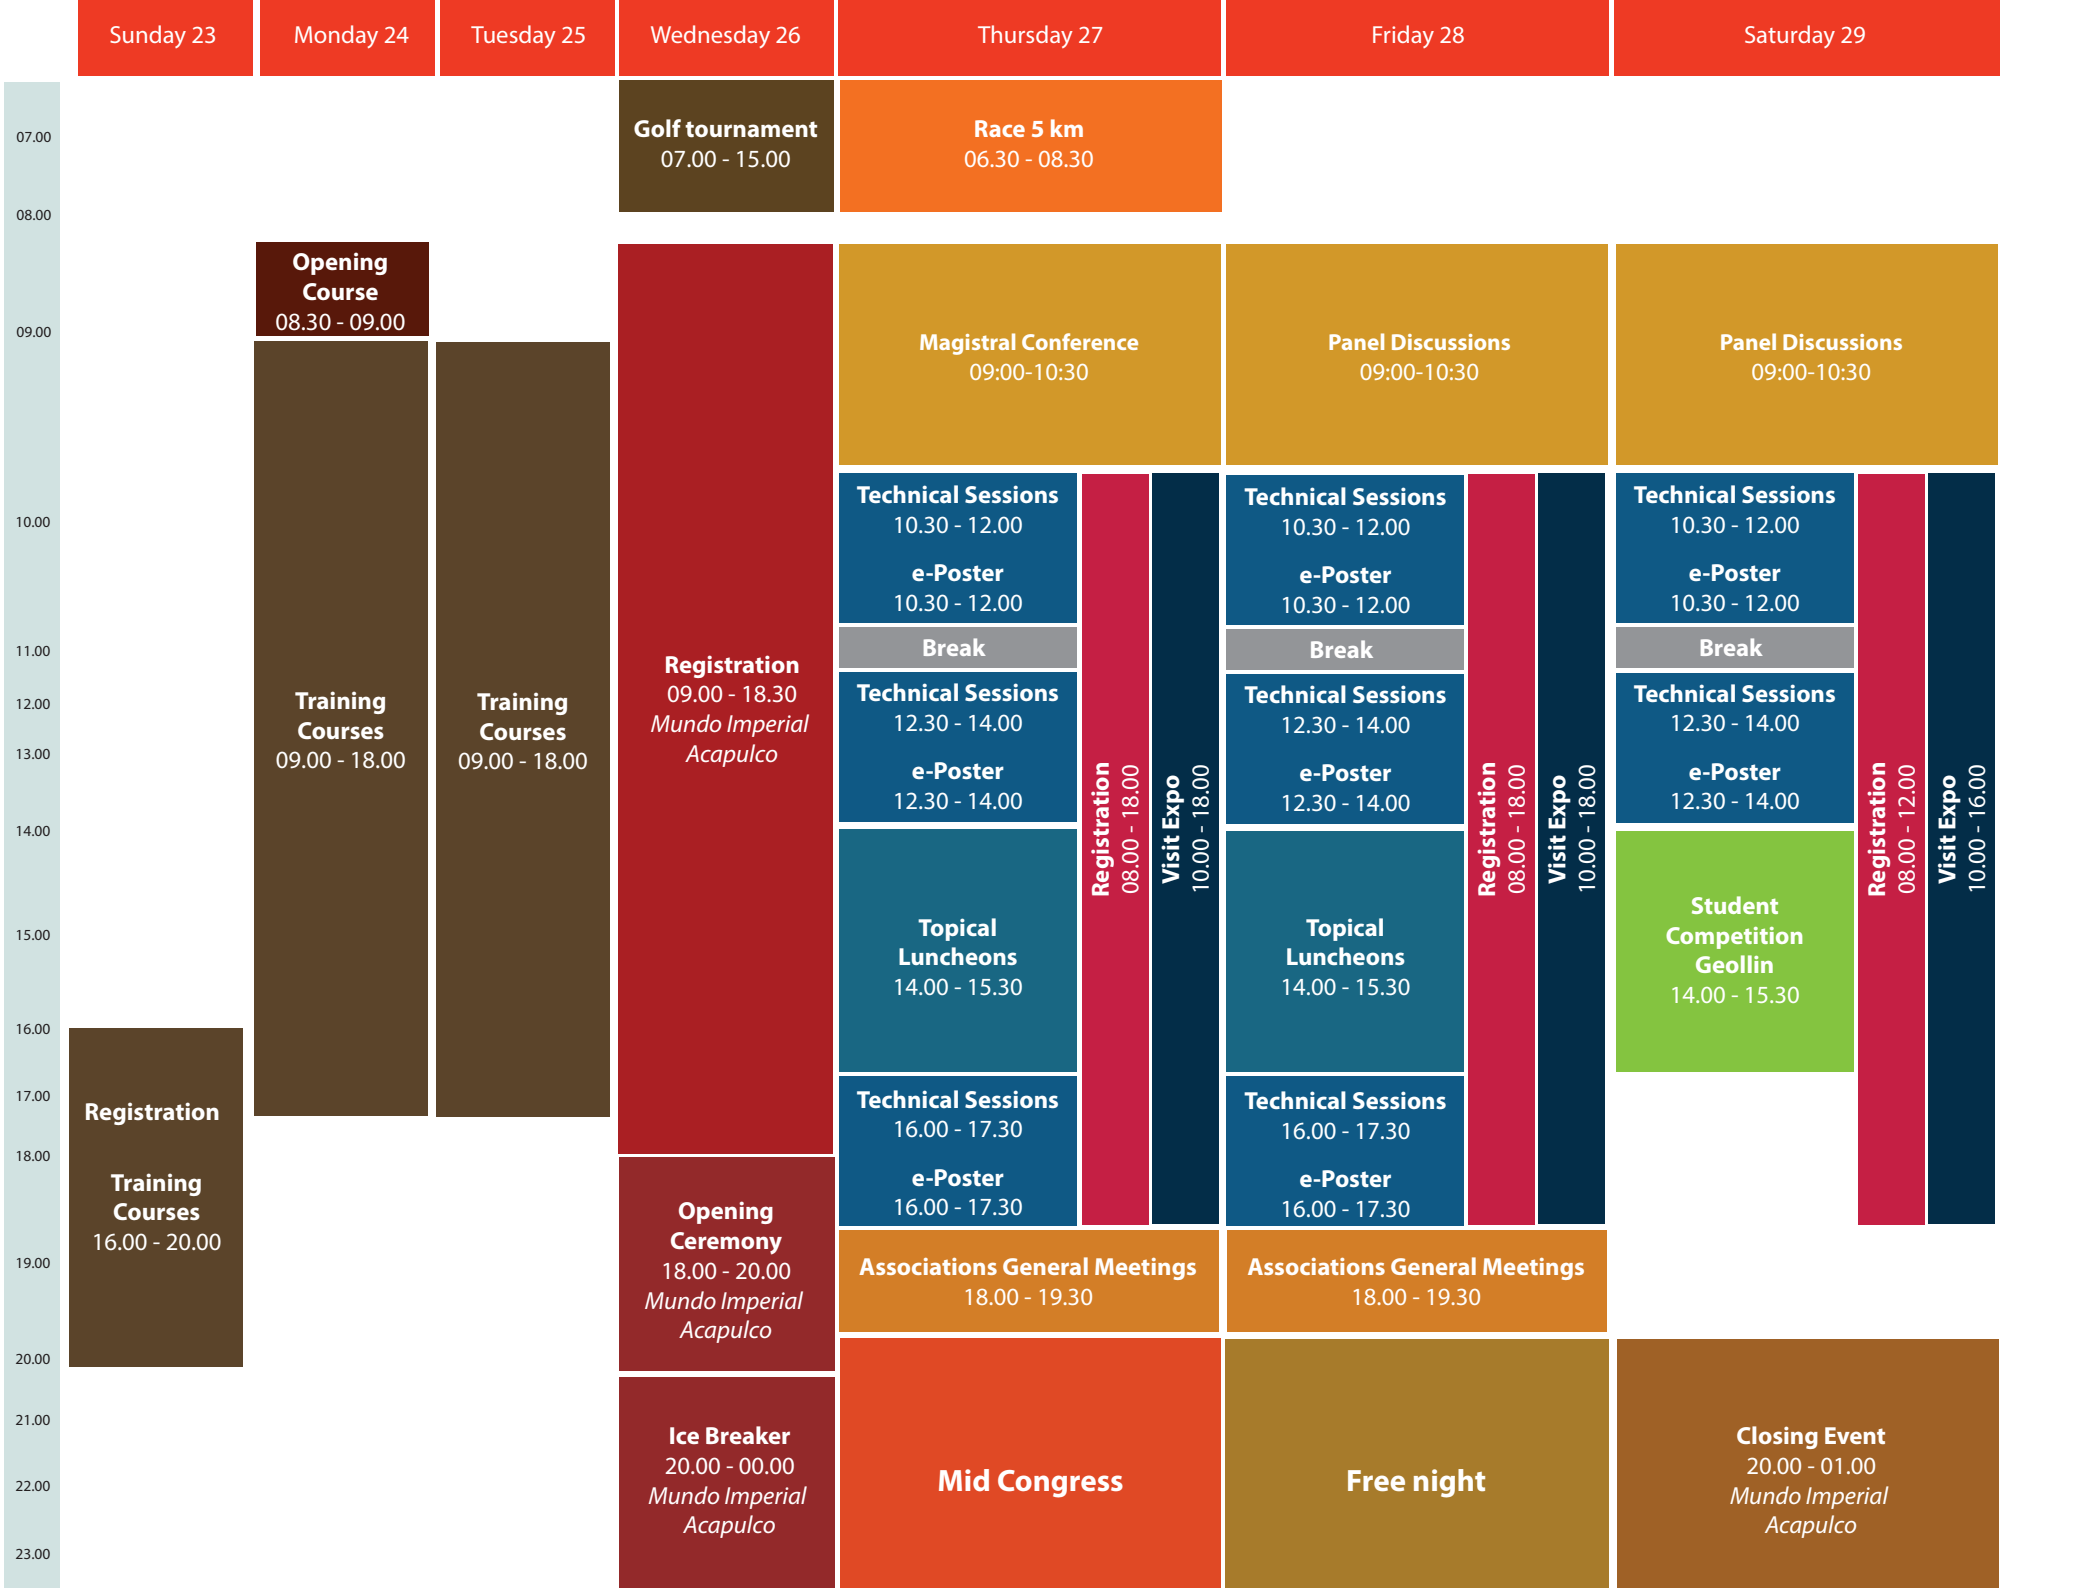 Sunday 23
Monday 24
Tuesday 25
Wednesday 26
Thursday 27
Friday 28
Saturday 29
07.00
08.00
09.00
10.00
11.00
12.00
13.00
14.00
15.00
16.00
17.00
18.00
19.00
20.00
21.00
22.00
23.00
Registration
Training
Courses
16.00 - 20.00
Opening
Course
08.30 - 09.00
Training
Courses
09.00 - 18.00
Training
Courses
09.00 - 18.00
Golf tournament
07.00 - 15.00
Registration
09.00 - 18.30
Mundo Imperial
Acapulco
Opening
Ceremony
18.00 - 20.00
Mundo Imperial
Acapulco
Ice Breaker
20.00 - 00.00
Mundo Imperial
Acapulco
Race 5 km
06.30 - 08.30
Magistral Conference
09:00-10:30
Technical Sessions
10.30 - 12.00
e-Poster
10.30 - 12.00
Break
Technical Sessions
12.30 - 14.00
e-Poster
12.30 - 14.00
Topical
Luncheons
14.00 - 15.30
Technical Sessions
16.00 - 17.30
e-Poster
16.00 - 17.30
Registration
08.00 - 18.00
Visit Expo
10.00 - 18.00
Associations General Meetings
18.00 - 19.30
Mid Congress
Panel Discussions
09:00-10:30
Technical Sessions
10.30 - 12.00
e-Poster
10.30 - 12.00
Break
Technical Sessions
12.30 - 14.00
e-Poster
12.30 - 14.00
Topical
Luncheons
14.00 - 15.30
Technical Sessions
16.00 - 17.30
e-Poster
16.00 - 17.30
Registration
08.00 - 18.00
Visit Expo
10.00 - 18.00
Associations General Meetings
18.00 - 19.30
Free night
Panel Discussions
09:00-10:30
Technical Sessions
10.30 - 12.00
e-Poster
10.30 - 12.00
Break
Technical Sessions
12.30 - 14.00
e-Poster
12.30 - 14.00
Student
Competition
Geollin
14.00 - 15.30
Registration
08.00 - 12.00
Visit Expo
10.00 - 16.00
Closing Event
20.00 - 01.00
Mundo Imperial
Acapulco